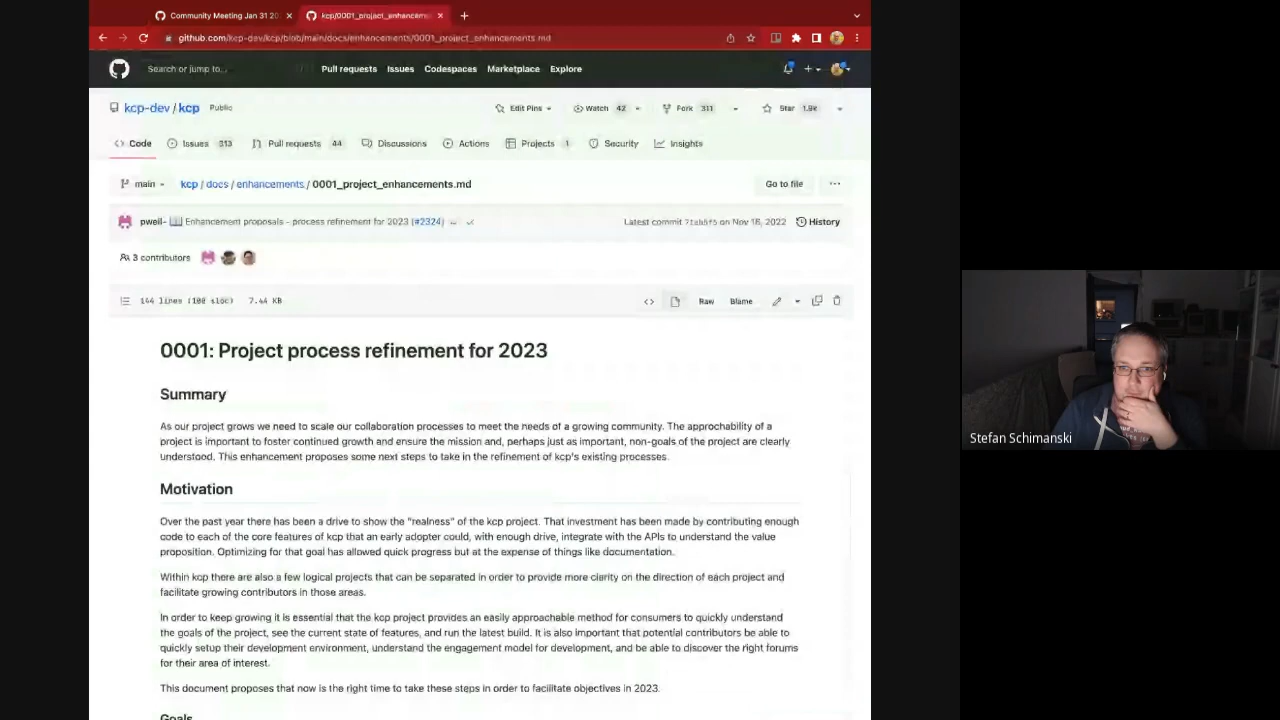 Community Meeting Jan 31 20
kcp/0001_project_enhancemen
github.com/kcp-dev/kcp/blob/main/docs/enhancements/0001_project_enhancements.md
Search or jump to...
Pull requests Issues Codespaces Marketplace Explore
kcp-dev / kcp Public
Edit Pins Watch 42 Fork 311 Star 1.8k
Code Issues 313 Pull requests 44 Discussions Actions Projects 1 Security Insights
main kcp / docs / enhancements / 0001_project_enhancements.md Go to file
pweil- Enhancement proposals - process refinement for 2023 (#2324) Latest commit on Nov 16, 2022 History
3 contributors
144 lines (108 sloc) 7.44 KB Raw Blame
0001: Project process refinement for 2023
Summary
As our project grows we need to scale our collaboration processes to meet the needs of a growing community. The approchability of a
project is important to foster continued growth and ensure the mission and, perhaps just as important, non-goals of the project are clearly
understood. This enhancement proposes some next steps to take in the refinement of kcp's existing processes.
Motivation
Over the past year there has been a drive to show the "realness" of the kcp project. That investment has been made by contributing enough
code to each of the core features of kcp that an early adopter could, with enough drive, integrate with the APIs to understand the value
proposition. Optimizing for that goal has allowed quick progress but at the expense of things like documentation.
Within kcp there are also a few logical projects that can be separated in order to provide more clarity on the direction of each project and
facilitate growing contributors in those areas.
In order to keep growing it is essential that the kcp project provides an easily approachable method for consumers to quickly understand
the goals of the project, see the current state of features, and run the latest build. It is also important that potential contributors be able to
quickly setup their development environment, understand the engagement model for development, and be able to discover the right forums
for their area of interest.
This document proposes that now is the right time to take these steps in order to facilitate objectives in 2023.
Goals
Stefan Schimanski